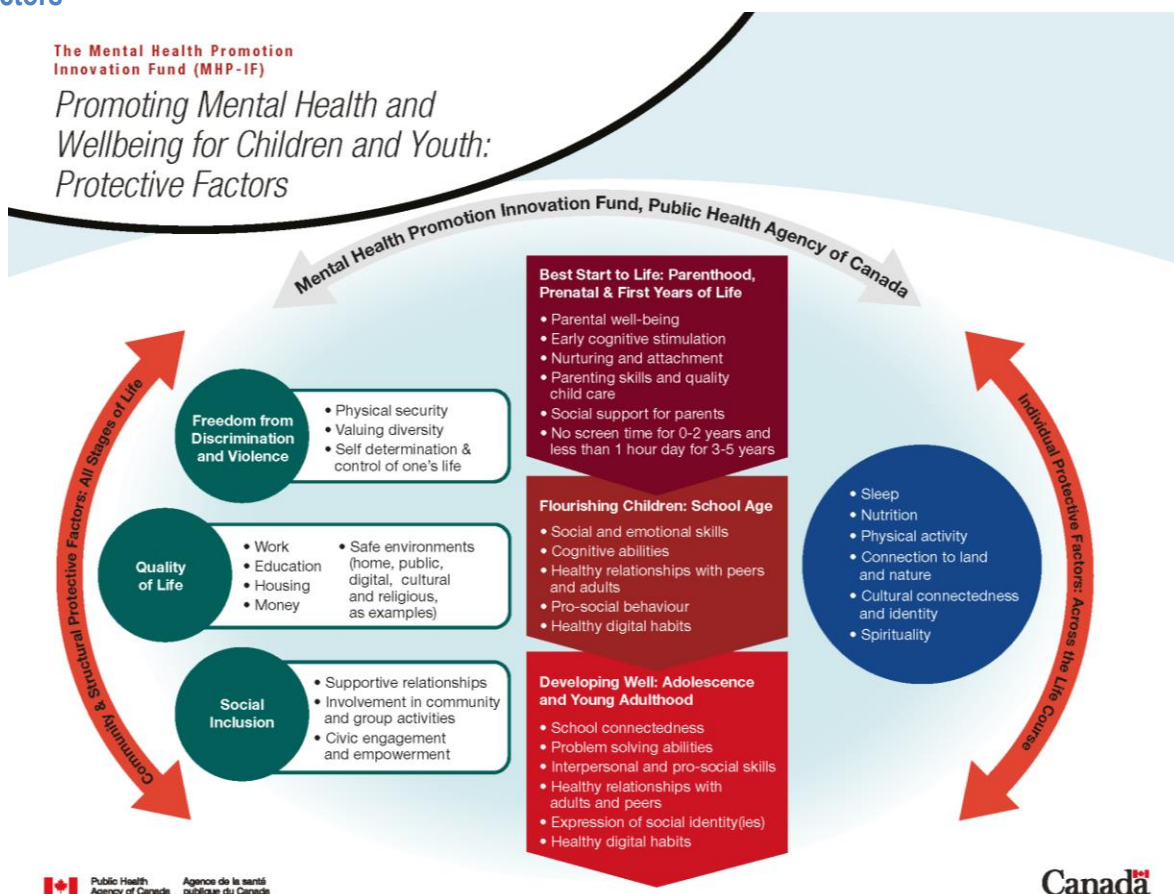 The Mental Health Promotion
Innovation Fund (MHP-IF)
Promoting Mental Health and
Wellbeing for Children and Youth:
Protective Factors
Mental Health Promotion Innovation Fund, Public Health Agency of Canada
Community & Structural Protective Factors: All Stages of Life
Freedom from
Discrimination
and Violence
• Physical security
• Valuing diversity
• Self determination &
control of one's life
Quality
of Life
• Work
• Education
• Housing
• Money
• Safe environments
(home, public,
digital, cultural
and religious,
as examples)
Social
Inclusion
• Supportive relationships
• Involvement in community
and group activities
• Civic engagement
and empowerment
Best Start to Life: Parenthood,
Prenatal & First Years of Life
• Parental well-being
• Early cognitive stimulation
• Nurturing and attachment
• Parenting skills and quality
child care
• Social support for parents
• No screen time for 0-2 years and
less than 1 hour day for 3-5 years
Flourishing Children: School Age
• Social and emotional skills
• Cognitive abilities
• Healthy relationships with peers
and adults
• Pro-social behaviour
• Healthy digital habits
Developing Well: Adolescence
and Young Adulthood
• School connectedness
• Problem solving abilities
• Interpersonal and pro-social skills
• Healthy relationships with
adults and peers
• Expression of social identity(ies)
• Healthy digital habits
• Sleep
• Nutrition
• Physical activity
• Connection to land
and nature
• Cultural connectedness
and identity
• Spirituality
Individual Protective Factors: Across the Life Course
Public Health
Agency of Canada
Agence de la santé
publique du Canada
Canada